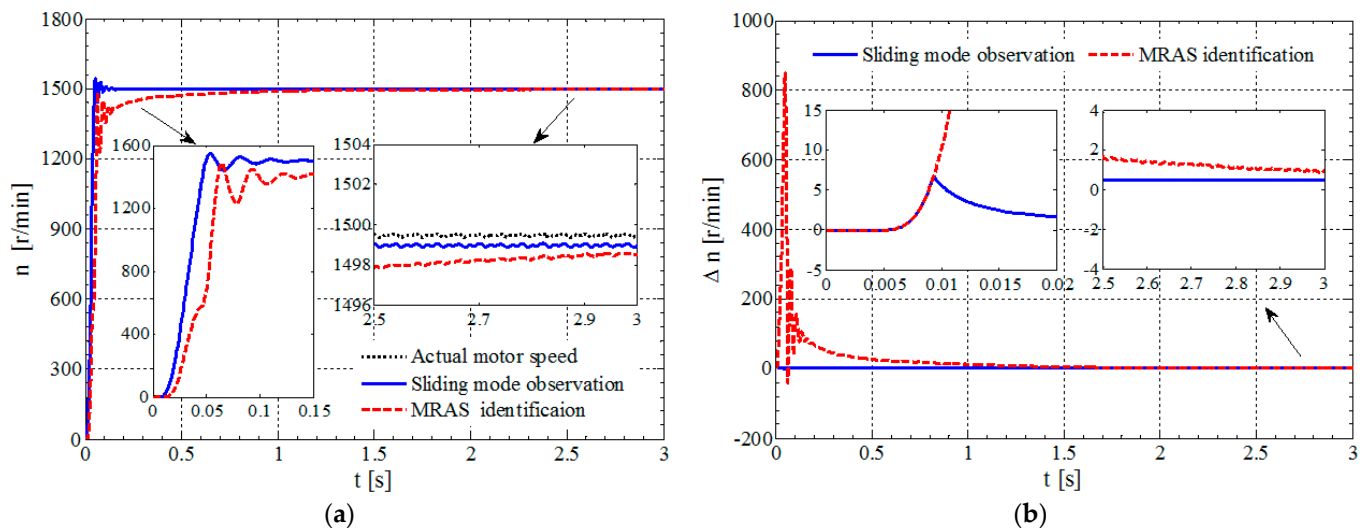 1800
1500
1200
900
600
300
0
n [r/min]
0 0.5 1 1.5 2 2.5 3
t [s]
1600
1200
800
400
0
0 0.05 0.1 0.15
1504
1502
1500
1498
1496
2.5 2.7 2.9 3
Actual motor speed
Sliding mode observation
MRAS identificaion
(a)
1000
800
600
400
200
0
-200
Δ n [r/min]
Sliding mode observation MRAS identification
15
10
5
0
-5
0 0.005 0.01 0.015 0.02
4
2
0
-2
-4
2.5 2.6 2.7 2.8 2.9 3
0 0.5 1 1.5 2 2.5 3
t [s]
(b)